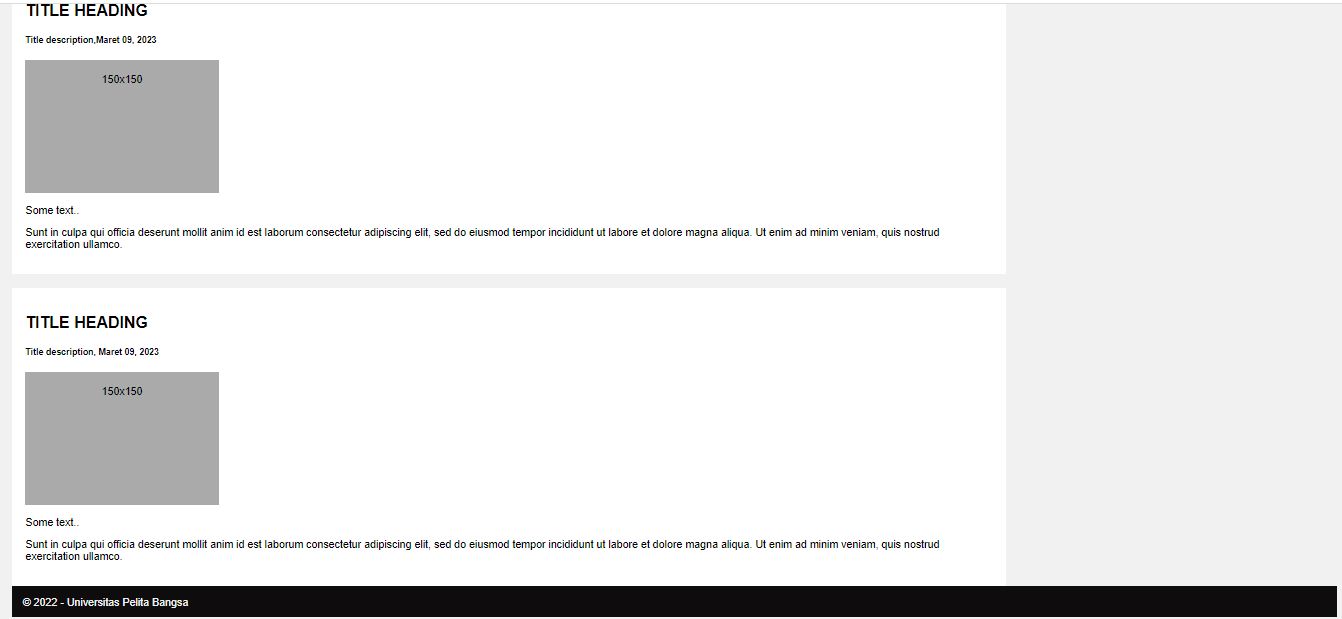 TITLE HEADING
Title description,Maret 09, 2023
150x150
Some text..
Sunt in culpa qui officia deserunt mollit anim id est laborum consectetur adipiscing elit, sed do eiusmod tempor incididunt ut labore et dolore magna aliqua. Ut enim ad minim veniam, quis nostrud
exercitation ullamco.
TITLE HEADING
Title description, Maret 09, 2023
150x150
Some text..
Sunt in culpa qui officia deserunt mollit anim id est laborum consectetur adipiscing elit, sed do eiusmod tempor incididunt ut labore et dolore magna aliqua. Ut enim ad minim veniam, quis nostrud
exercitation ullamco.
© 2022 - Universitas Pelita Bangsa